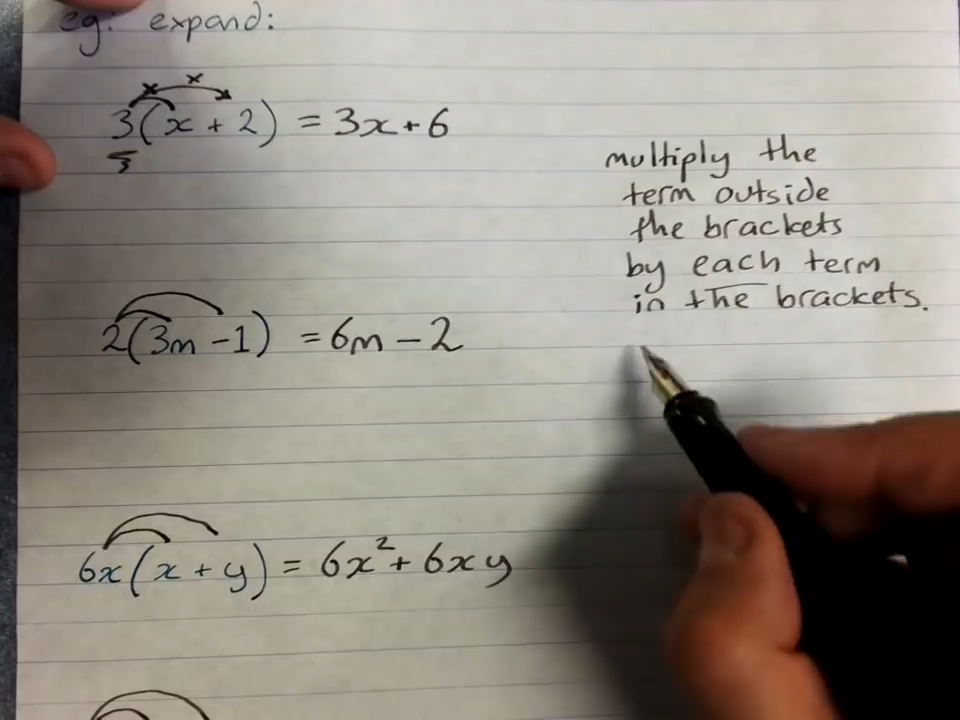 eg: expand:
3(x + 2) = 3x + 6
multiply the
term outside
the brackets
by each term
in the brackets.
2(3m - 1) = 6m - 2
6x(x + y) = 6x² + 6xy